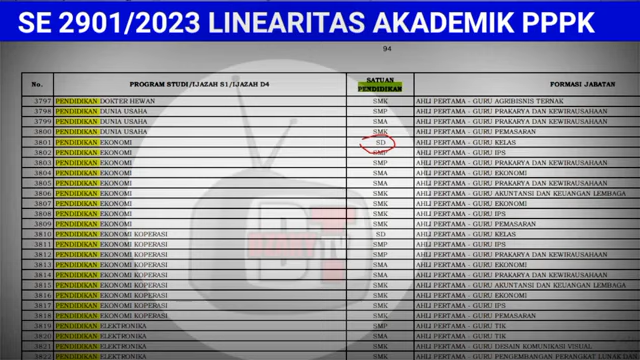 SE 2901/2023 LINEARITAS AKADEMIK PPPK
94
No. PROGRAM STUDI/IJAZAH S1/IJAZAH D4 SATUAN PENDIDIKAN FORMASI JABATAN
3797 PENDIDIKAN DOKTER HEWAN SMK AHLI PERTAMA - GURU AGRIBISNIS TERNAK
3798 PENDIDIKAN DUNIA USAHA SMP AHLI PERTAMA - GURU PRAKARYA DAN KEWIRAUSAHAAN
3799 PENDIDIKAN DUNIA USAHA SMA AHLI PERTAMA - GURU PRAKARYA DAN KEWIRAUSAHAAN
3800 PENDIDIKAN DUNIA USAHA SMK AHLI PERTAMA - GURU PEMASARAN
3801 PENDIDIKAN EKONOMI SD AHLI PERTAMA - GURU KELAS
3802 PENDIDIKAN EKONOMI SMP AHLI PERTAMA - GURU IPS
3803 PENDIDIKAN EKONOMI SMP AHLI PERTAMA - GURU PRAKARYA DAN KEWIRAUSAHAAN
3804 PENDIDIKAN EKONOMI SMA AHLI PERTAMA - GURU EKONOMI
3805 PENDIDIKAN EKONOMI SMA AHLI PERTAMA - GURU PRAKARYA DAN KEWIRAUSAHAAN
3806 PENDIDIKAN EKONOMI SMK AHLI PERTAMA - GURU AKUNTANSI DAN KEUANGAN LEMBAGA
3807 PENDIDIKAN EKONOMI SMK AHLI PERTAMA - GURU EKONOMI
3808 PENDIDIKAN EKONOMI SMK AHLI PERTAMA - GURU IPS
3809 PENDIDIKAN EKONOMI SMK AHLI PERTAMA - GURU PEMASARAN
3810 PENDIDIKAN EKONOMI KOPERASI SD AHLI PERTAMA - GURU KELAS
3811 PENDIDIKAN EKONOMI KOPERASI SMP AHLI PERTAMA - GURU IPS
3812 PENDIDIKAN EKONOMI KOPERASI SMP AHLI PERTAMA - GURU PRAKARYA DAN KEWIRAUSAHAAN
3813 PENDIDIKAN EKONOMI KOPERASI SMA AHLI PERTAMA - GURU EKONOMI
3814 PENDIDIKAN EKONOMI KOPERASI SMA AHLI PERTAMA - GURU PRAKARYA DAN KEWIRAUSAHAAN
3815 PENDIDIKAN EKONOMI KOPERASI SMK AHLI PERTAMA - GURU AKUNTANSI DAN KEUANGAN LEMBAGA
3816 PENDIDIKAN EKONOMI KOPERASI SMK AHLI PERTAMA - GURU EKONOMI
3817 PENDIDIKAN EKONOMI KOPERASI SMK AHLI PERTAMA - GURU IPS
3818 PENDIDIKAN EKONOMI KOPERASI SMK AHLI PERTAMA - GURU PEMASARAN
3819 PENDIDIKAN ELEKTRONIKA SMP AHLI PERTAMA - GURU TIK
3820 PENDIDIKAN ELEKTRONIKA SMA AHLI PERTAMA - GURU TIK
3821 PENDIDIKAN ELEKTRONIKA SMK AHLI PERTAMA - GURU DESAIN KOMUNIKASI VISUAL
3822 PENDIDIKAN ELEKTRONIKA SMK AHLI PERTAMA - GURU PENGEMBANGAN PERANGKAT LUNAK DAN